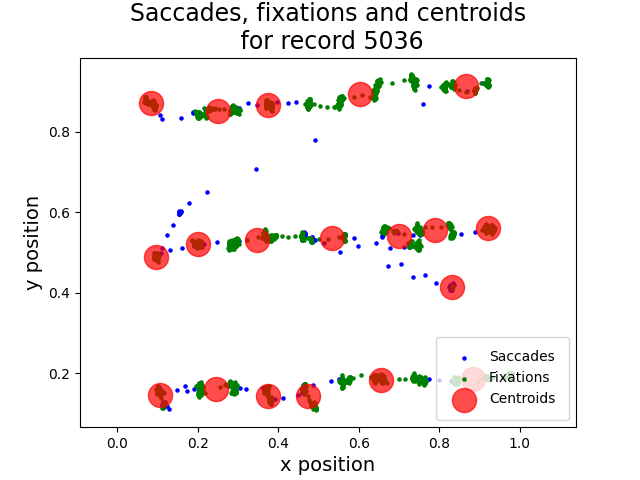 Saccades, fixations and centroids
for record 5036
y position
0.8
0.6
0.4
0.2
0.0
0.2
0.4
0.6
0.8
1.0
x position
Saccades
Fixations
Centroids